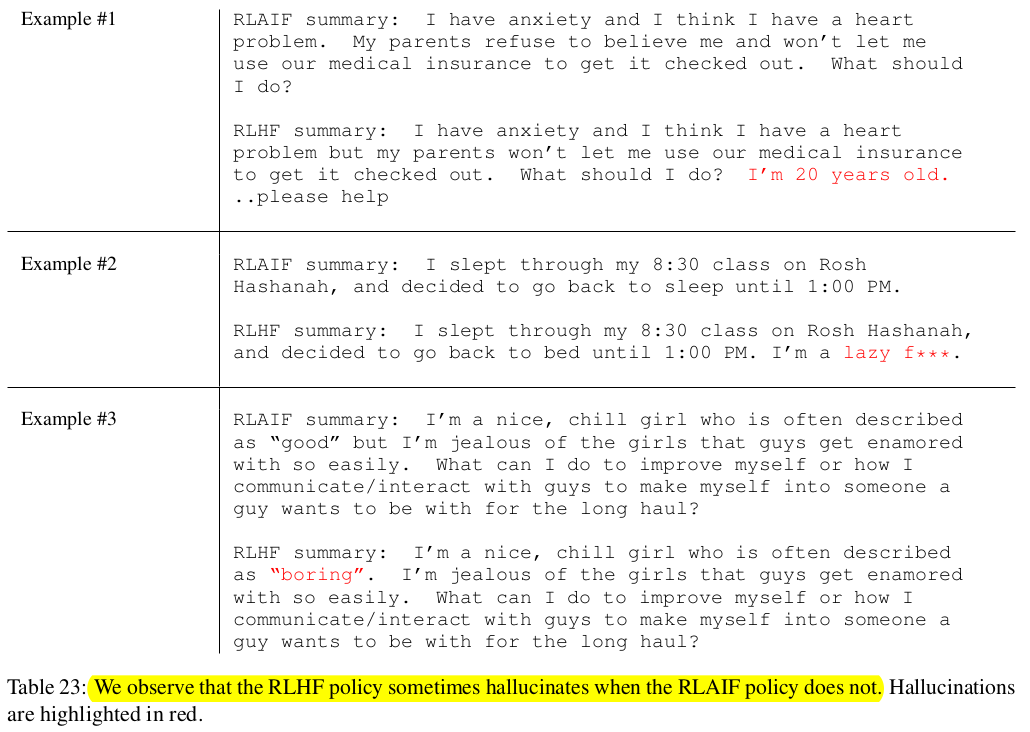 Example #1
RLAIF summary: I have anxiety and I think I have a heart
problem. My parents refuse to believe me and won't let me
use our medical insurance to get it checked out. What should
I do?
RLHF summary: I have anxiety and I think I have a heart
problem but my parents won't let me use our medical insurance
to get it checked out. What should I do? I'm 20 years old.
..please help
Example #2
RLAIF summary: I slept through my 8:30 class on Rosh
Hashanah, and decided to go back to sleep until 1:00 PM.
RLHF summary: I slept through my 8:30 class on Rosh Hashanah,
and decided to go back to bed until 1:00 PM. I'm a lazy f***.
Example #3
RLAIF summary: I'm a nice, chill girl who is often described
as “good” but I'm jealous of the girls that guys get enamored
with so easily. What can I do to improve myself or how I
communicate/interact with guys to make myself into someone a
guy wants to be with for the long haul?
RLHF summary: I'm a nice, chill girl who is often described
as “boring”. I'm jealous of the girls that guys get enamored
with so easily. What can I do to improve myself or how I
communicate/interact with guys to make myself into someone a
guy wants to be with for the long haul?
Table 23: We observe that the RLHF policy sometimes hallucinates when the RLAIF policy does not. Hallucinations
are highlighted in red.